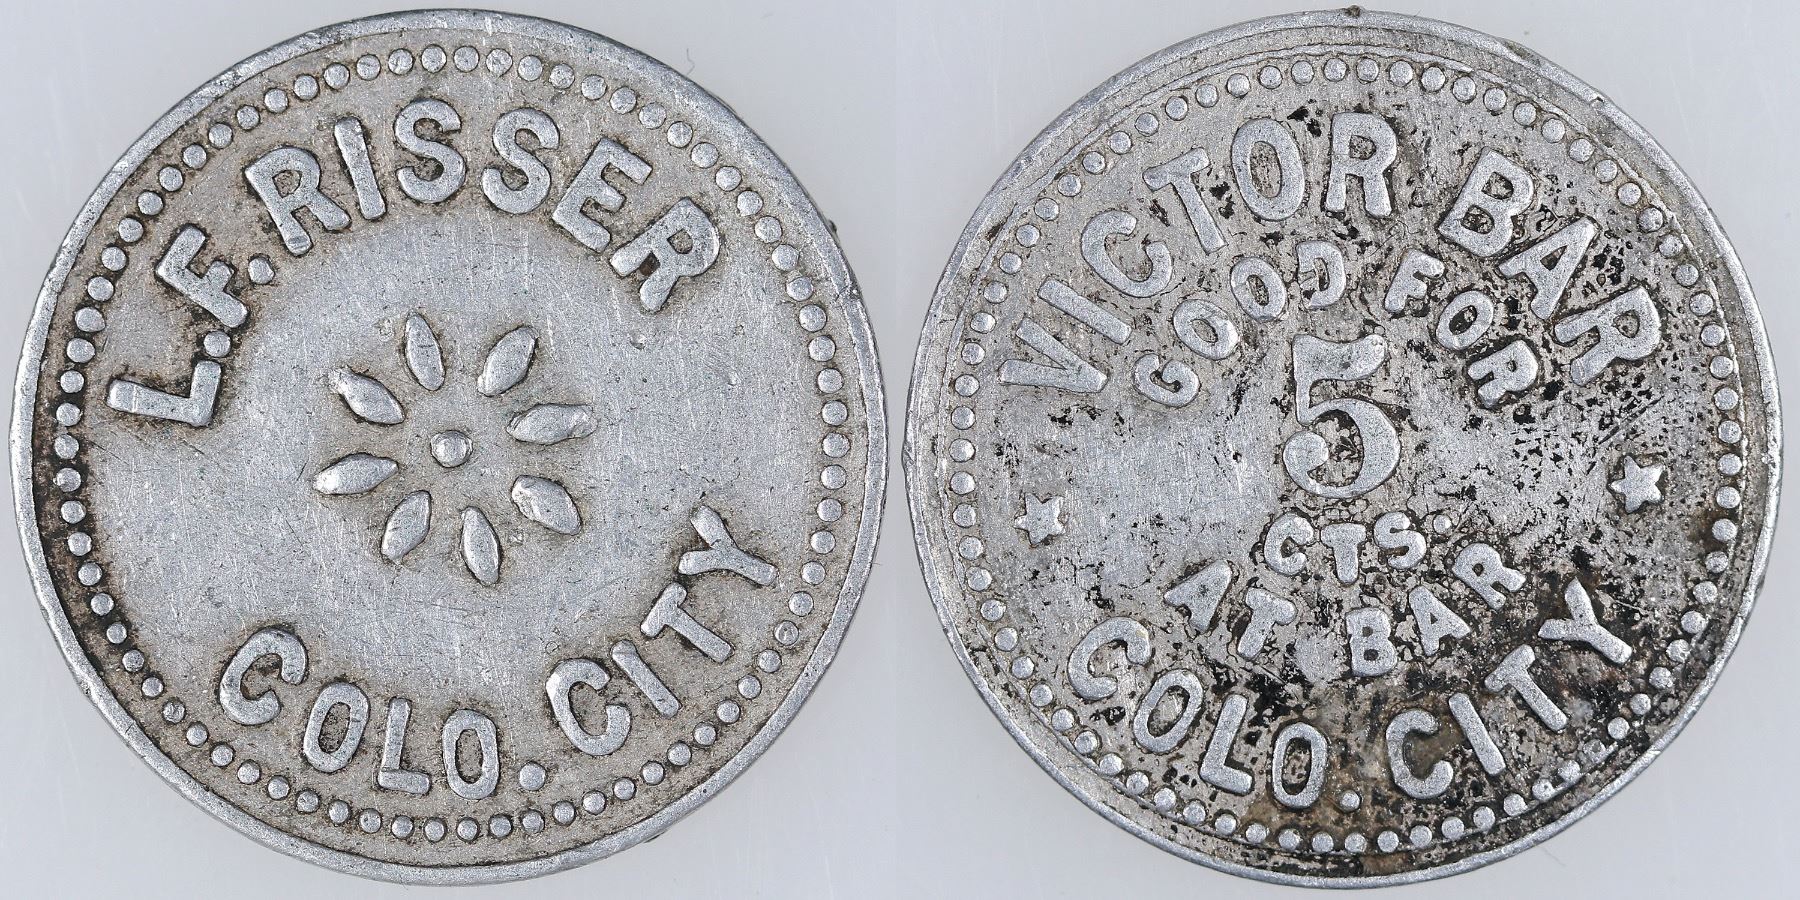 L.F. RISSER
COLO. CITY
VICTOR BAR
GOOD FOR
5
CTS.
AT BAR
COLO. CITY